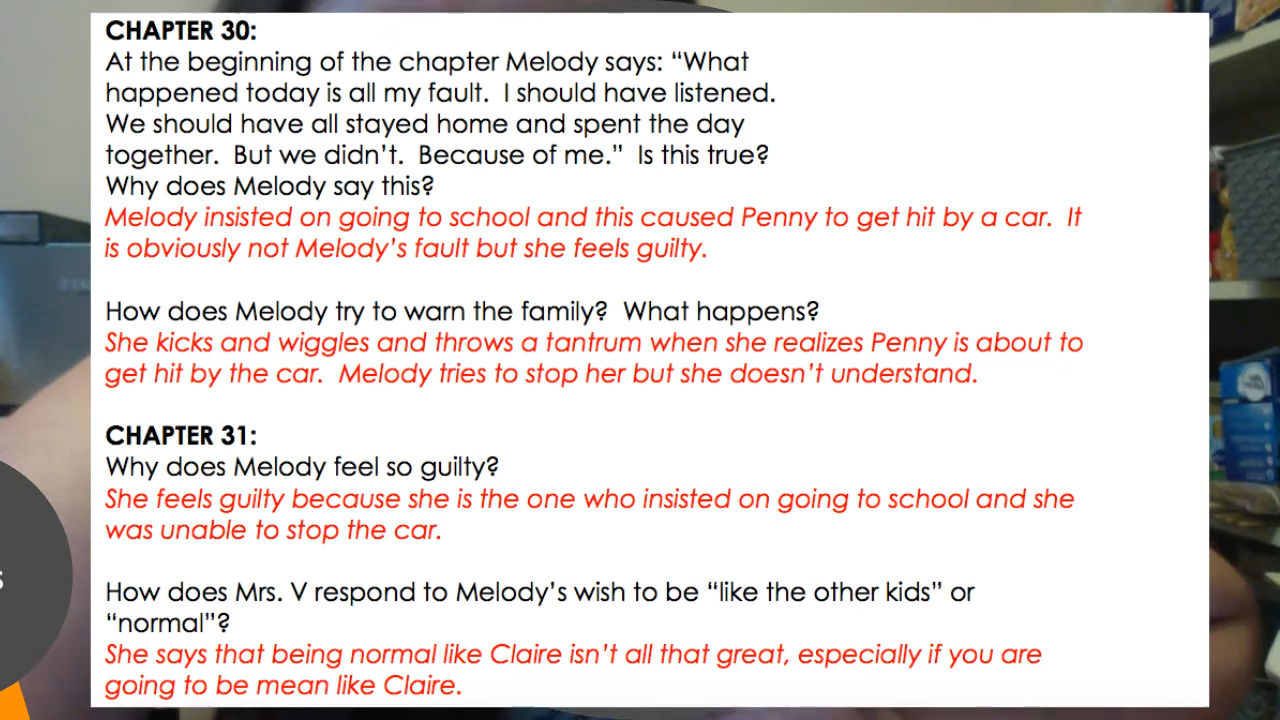 CHAPTER 30:
At the beginning of the chapter Melody says: “What
happened today is all my fault.  I should have listened.
We should have all stayed home and spent the day
together.  But we didn’t.  Because of me.”  Is this true?
Why does Melody say this?
Melody insisted on going to school and this caused Penny to get hit by a car.  It
is obviously not Melody’s fault but she feels guilty.
How does Melody try to warn the family?  What happens?
She kicks and wiggles and throws a tantrum when she realizes Penny is about to
get hit by the car.  Melody tries to stop her but she doesn’t understand.
CHAPTER 31:
Why does Melody feel so guilty?
She feels guilty because she is the one who insisted on going to school and she
was unable to stop the car.
How does Mrs. V respond to Melody’s wish to be “like the other kids” or
“normal”?
She says that being normal like Claire isn’t all that great, especially if you are
going to be mean like Claire.